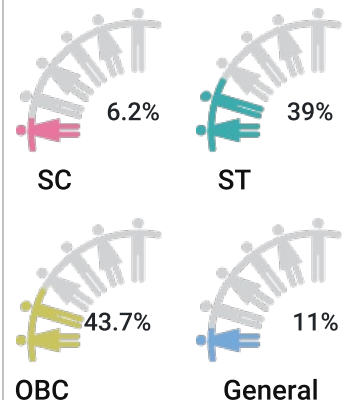 6.2%
SC
39%
ST
43.7%
OBC
11%
General